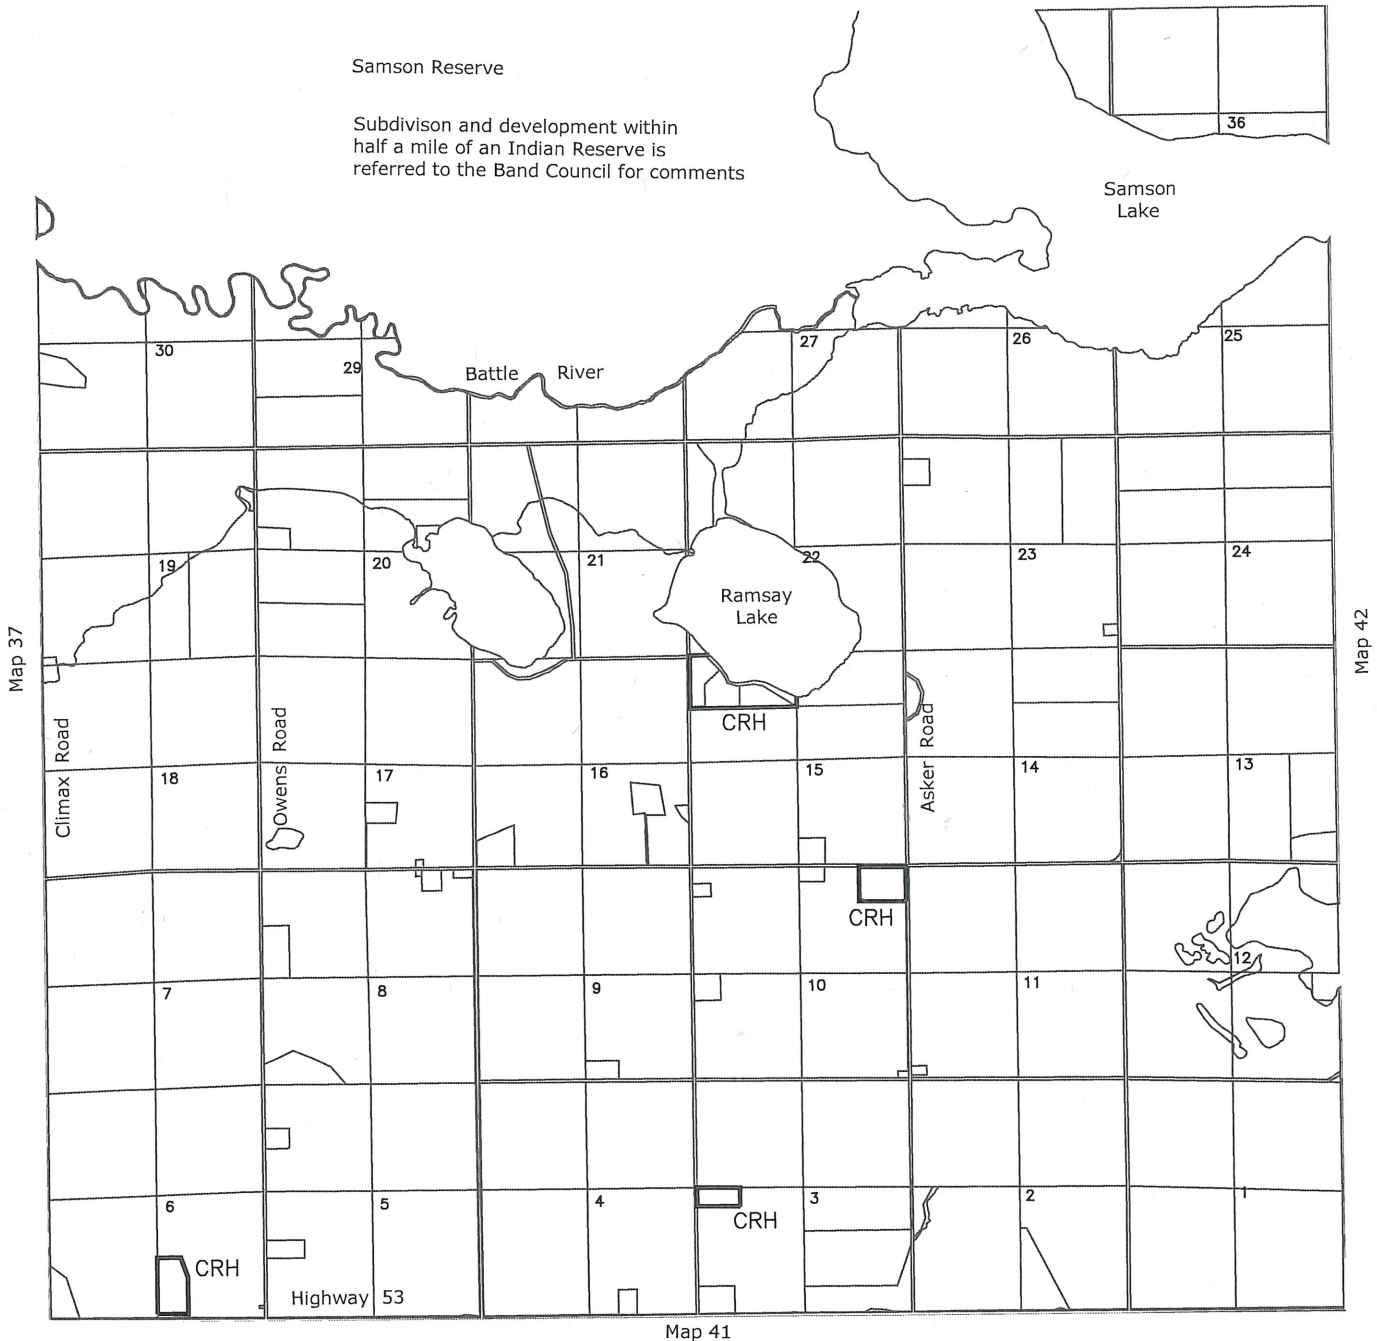 Samson Reserve
Subdivison and development within
half a mile of an Indian Reserve is
referred to the Band Council for comments
36
Samson
Lake
30
29
Battle River
27
26
25
19
20
21
22
23
24
Ramsay
Lake
Map 37
Map 42
CRH
Climax Road
Owens Road
Asker Road
18
17
16
15
14
13
CRH
12
7
8
9
10
11
6
5
4
3
2
1
CRH
CRH
Highway 53
Map 41